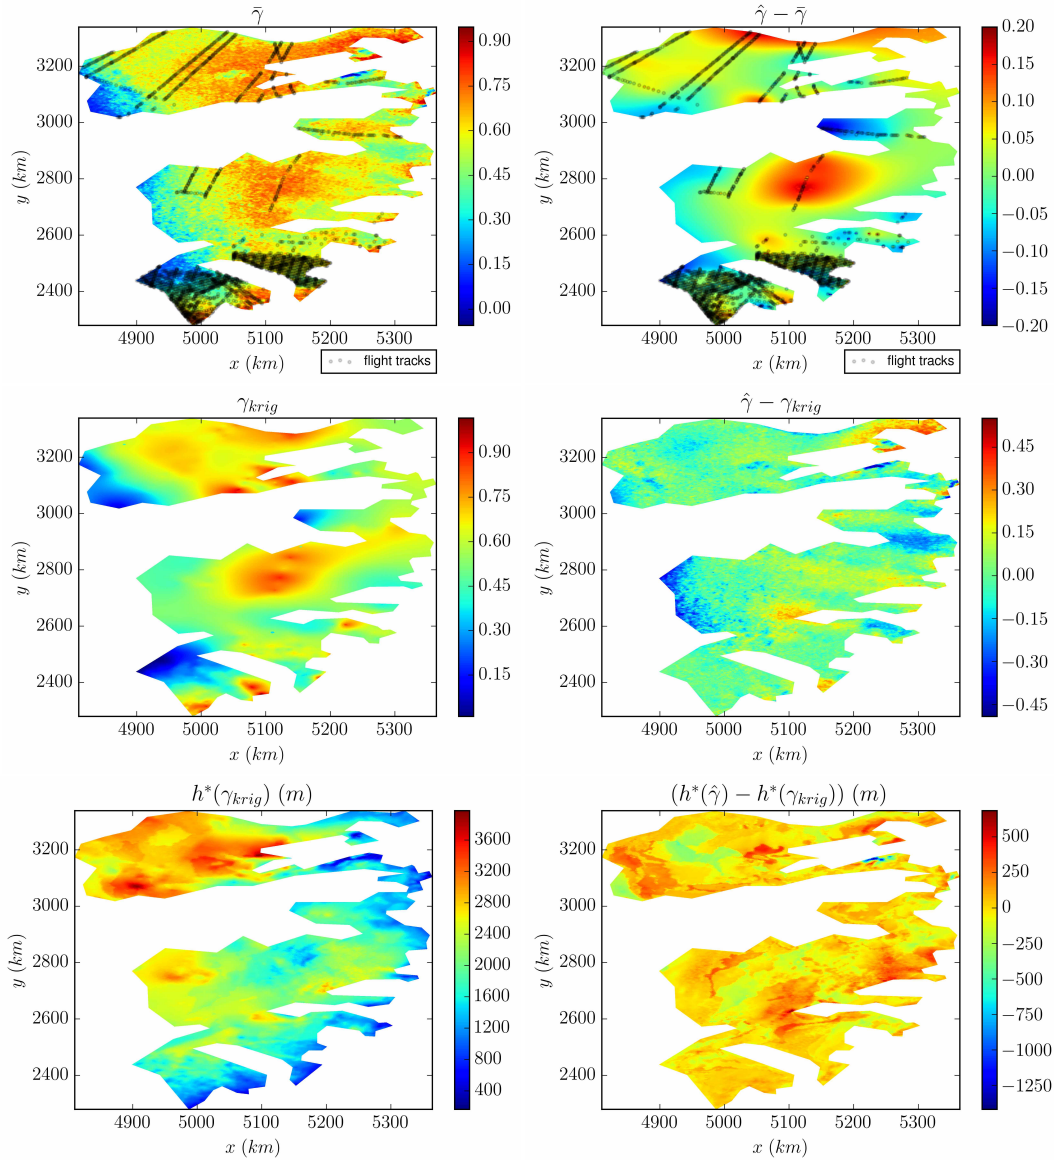 γ̄
γ̂ − γ̄
3200
3000
2800
2600
2400
y (km)
4900 5000 5100 5200 5300
x (km)
0.90
0.75
0.60
0.45
0.30
0.15
0.00
flight tracks
3200
3000
2800
2600
2400
y (km)
4900 5000 5100 5200 5300
x (km)
0.20
0.15
0.10
0.05
0.00
−0.05
−0.10
−0.15
−0.20
flight tracks
γkrig
γ̂ − γkrig
3200
3000
2800
2600
2400
y (km)
4900 5000 5100 5200 5300
x (km)
0.90
0.75
0.60
0.45
0.30
0.15
3200
3000
2800
2600
2400
y (km)
4900 5000 5100 5200 5300
x (km)
0.45
0.30
0.15
0.00
−0.15
−0.30
−0.45
h*(γkrig) (m)
(h*(γ̂) − h*(γkrig)) (m)
3200
3000
2800
2600
2400
y (km)
4900 5000 5100 5200 5300
x (km)
3600
3200
2800
2400
2000
1600
1200
800
400
3200
3000
2800
2600
2400
y (km)
4900 5000 5100 5200 5300
x (km)
500
250
0
−250
−500
−750
−1000
−1250